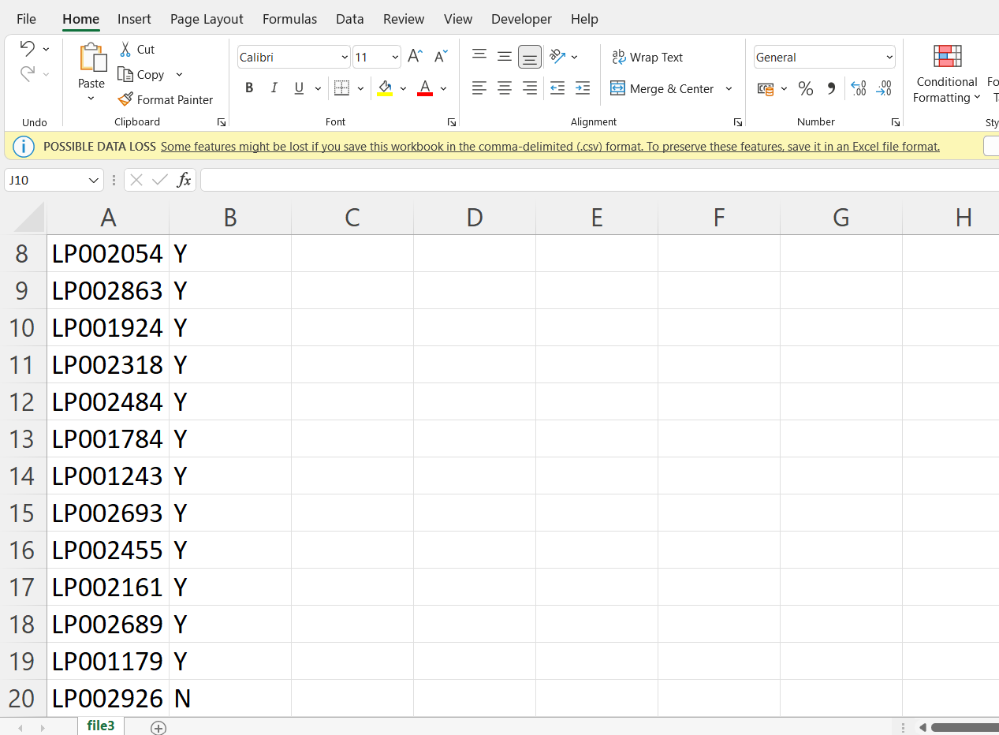 File Home Insert Page Layout Formulas Data Review View Developer Help
Paste
Cut
Copy
Format Painter
Calibri 11
B I U
Wrap Text
Merge & Center
General
Conditional
Formatting
Fo
T
Undo Clipboard Font Alignment Number Sty
POSSIBLE DATA LOSS Some features might be lost if you save this workbook in the comma-delimited (.csv) format. To preserve these features, save it in an Excel file format.
J10 fx
A B C D E F G H
8 LP002054 Y
9 LP002863 Y
10 LP001924 Y
11 LP002318 Y
12 LP002484 Y
13 LP001784 Y
14 LP001243 Y
15 LP002693 Y
16 LP002455 Y
17 LP002161 Y
18 LP002689 Y
19 LP001179 Y
20 LP002926 N
file3